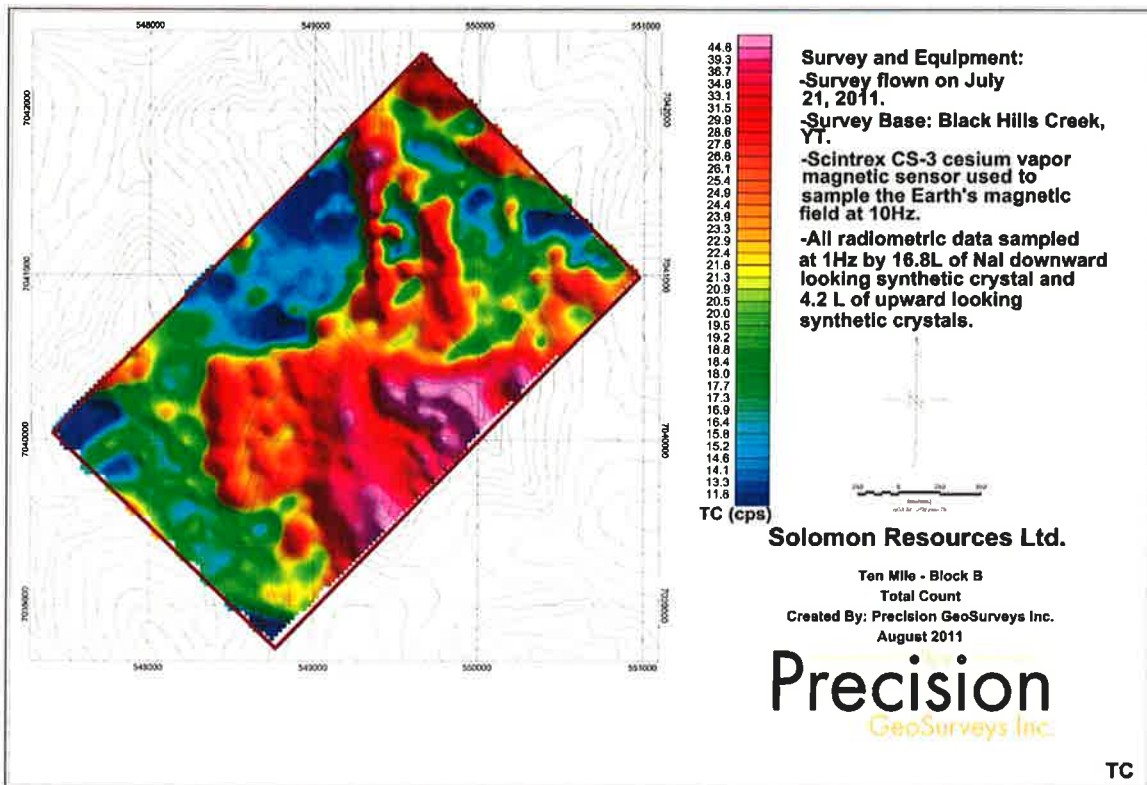 548000
549000
550000
551000
7042000
7042000
7041000
7041000
7040000
7040000
7039000
7039000
548000
549000
550000
551000
44.6
39.3
36.7
34.8
33.1
31.5
29.9
28.6
27.6
26.8
26.1
25.4
24.9
24.4
23.9
23.3
22.9
22.4
21.8
21.3
20.9
20.5
20.0
19.6
19.2
18.8
18.4
18.0
17.7
17.3
16.9
16.4
15.8
15.2
14.6
14.1
13.3
11.8
TC (cps)
Survey and Equipment:
-Survey flown on July
21, 2011.
-Survey Base: Black Hills Creek,
YT.
-Scintrex CS-3 cesium vapor
magnetic sensor used to
sample the Earth's magnetic
field at 10Hz.
-All radiometric data sampled
at 1Hz by 16.8L of NaI downward
looking synthetic crystal and
4.2 L of upward looking
synthetic crystals.
Solomon Resources Ltd.
Ten Mile - Block B
Total Count
Created By: Precision GeoSurveys Inc.
August 2011
Precision
GeoSurveys Inc.
TC